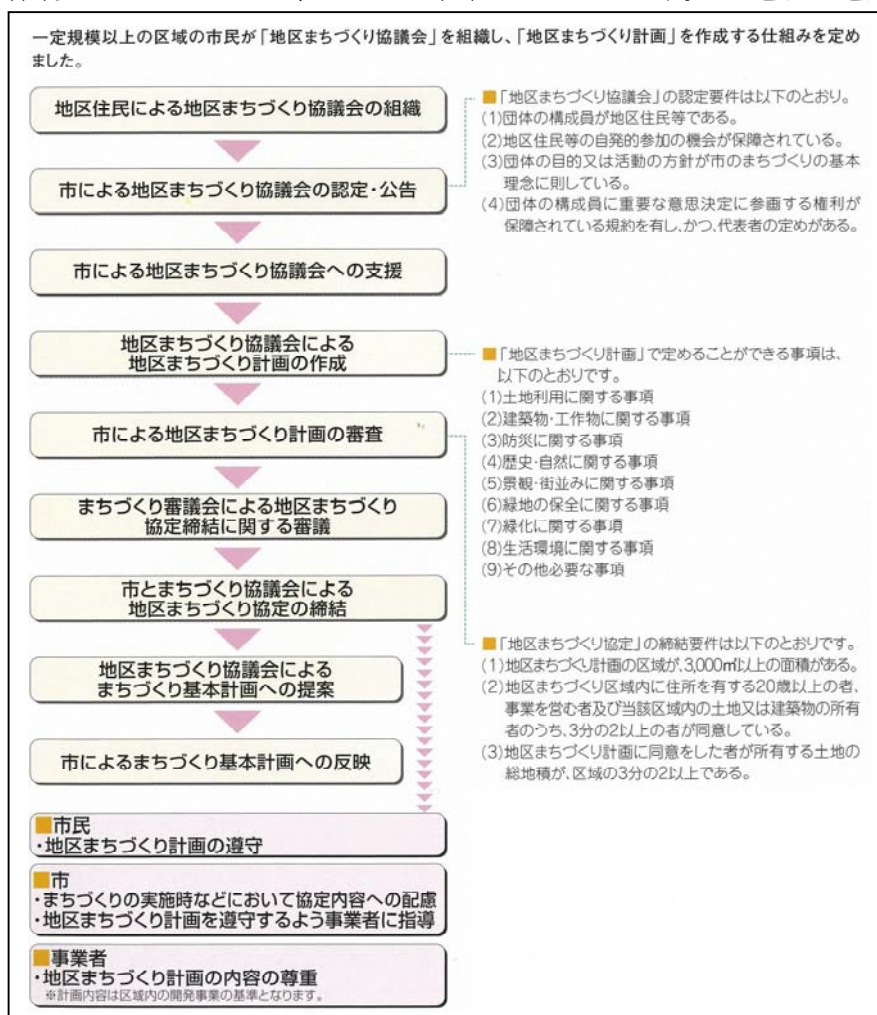 一定規模以上の区域の市民が「地区まちづくり協議会」を組織し、「地区まちづくり計画」を作成する仕組みを定め
ました。
地区住民による地区まちづくり協議会の組織
市による地区まちづくり協議会の認定・公告
市による地区まちづくり協議会への支援
地区まちづくり協議会による
地区まちづくり計画の作成
市による地区まちづくり計画の審査
まちづくり審議会による地区まちづくり
協定締結に関する審議
市とまちづくり協議会による
地区まちづくり協定の締結
地区まちづくり協議会による
まちづくり基本計画への提案
市によるまちづくり基本計画への反映
■市民
・地区まちづくり計画の遵守
■市
・まちづくりの実施時などにおいて協定内容への配慮
・地区まちづくり計画を遵守するよう事業者に指導
■事業者
・地区まちづくり計画の内容の尊重
※計画内容は区域内の開発事業の基準となります。
■「地区まちづくり協議会」の認定要件は以下のとおり。
(1)団体の構成員が地区住民等である。
(2)地区住民等の自発的参加の機会が保障されている。
(3)団体の目的又は活動の方針が市のまちづくりの基本
理念に則している。
(4)団体の構成員に重要な意思決定に参画する権利が
保障されている規約を有し、かつ、代表者の定めがある。
■「地区まちづくり計画」で定めることができる事項は、
以下のとおりです。
(1)土地利用に関する事項
(2)建築物・工作物に関する事項
(3)防災に関する事項
(4)歴史・自然に関する事項
(5)景観・街並みに関する事項
(6)緑地の保全に関する事項
(7)緑化に関する事項
(8)生活環境に関する事項
(9)その他必要な事項
■「地区まちづくり協定」の締結要件は以下のとおりです。
(1)地区まちづくり計画の区域が、3,000㎡以上の面積がある。
(2)地区まちづくり区域内に住所を有する20歳以上の者、
事業を営む者及び当該区域内の土地又は建築物の所有
者のうち、3分の2以上の者が同意している。
(3)地区まちづくり計画に同意をした者が所有する土地の
総地積が、区域の3分の2以上である。